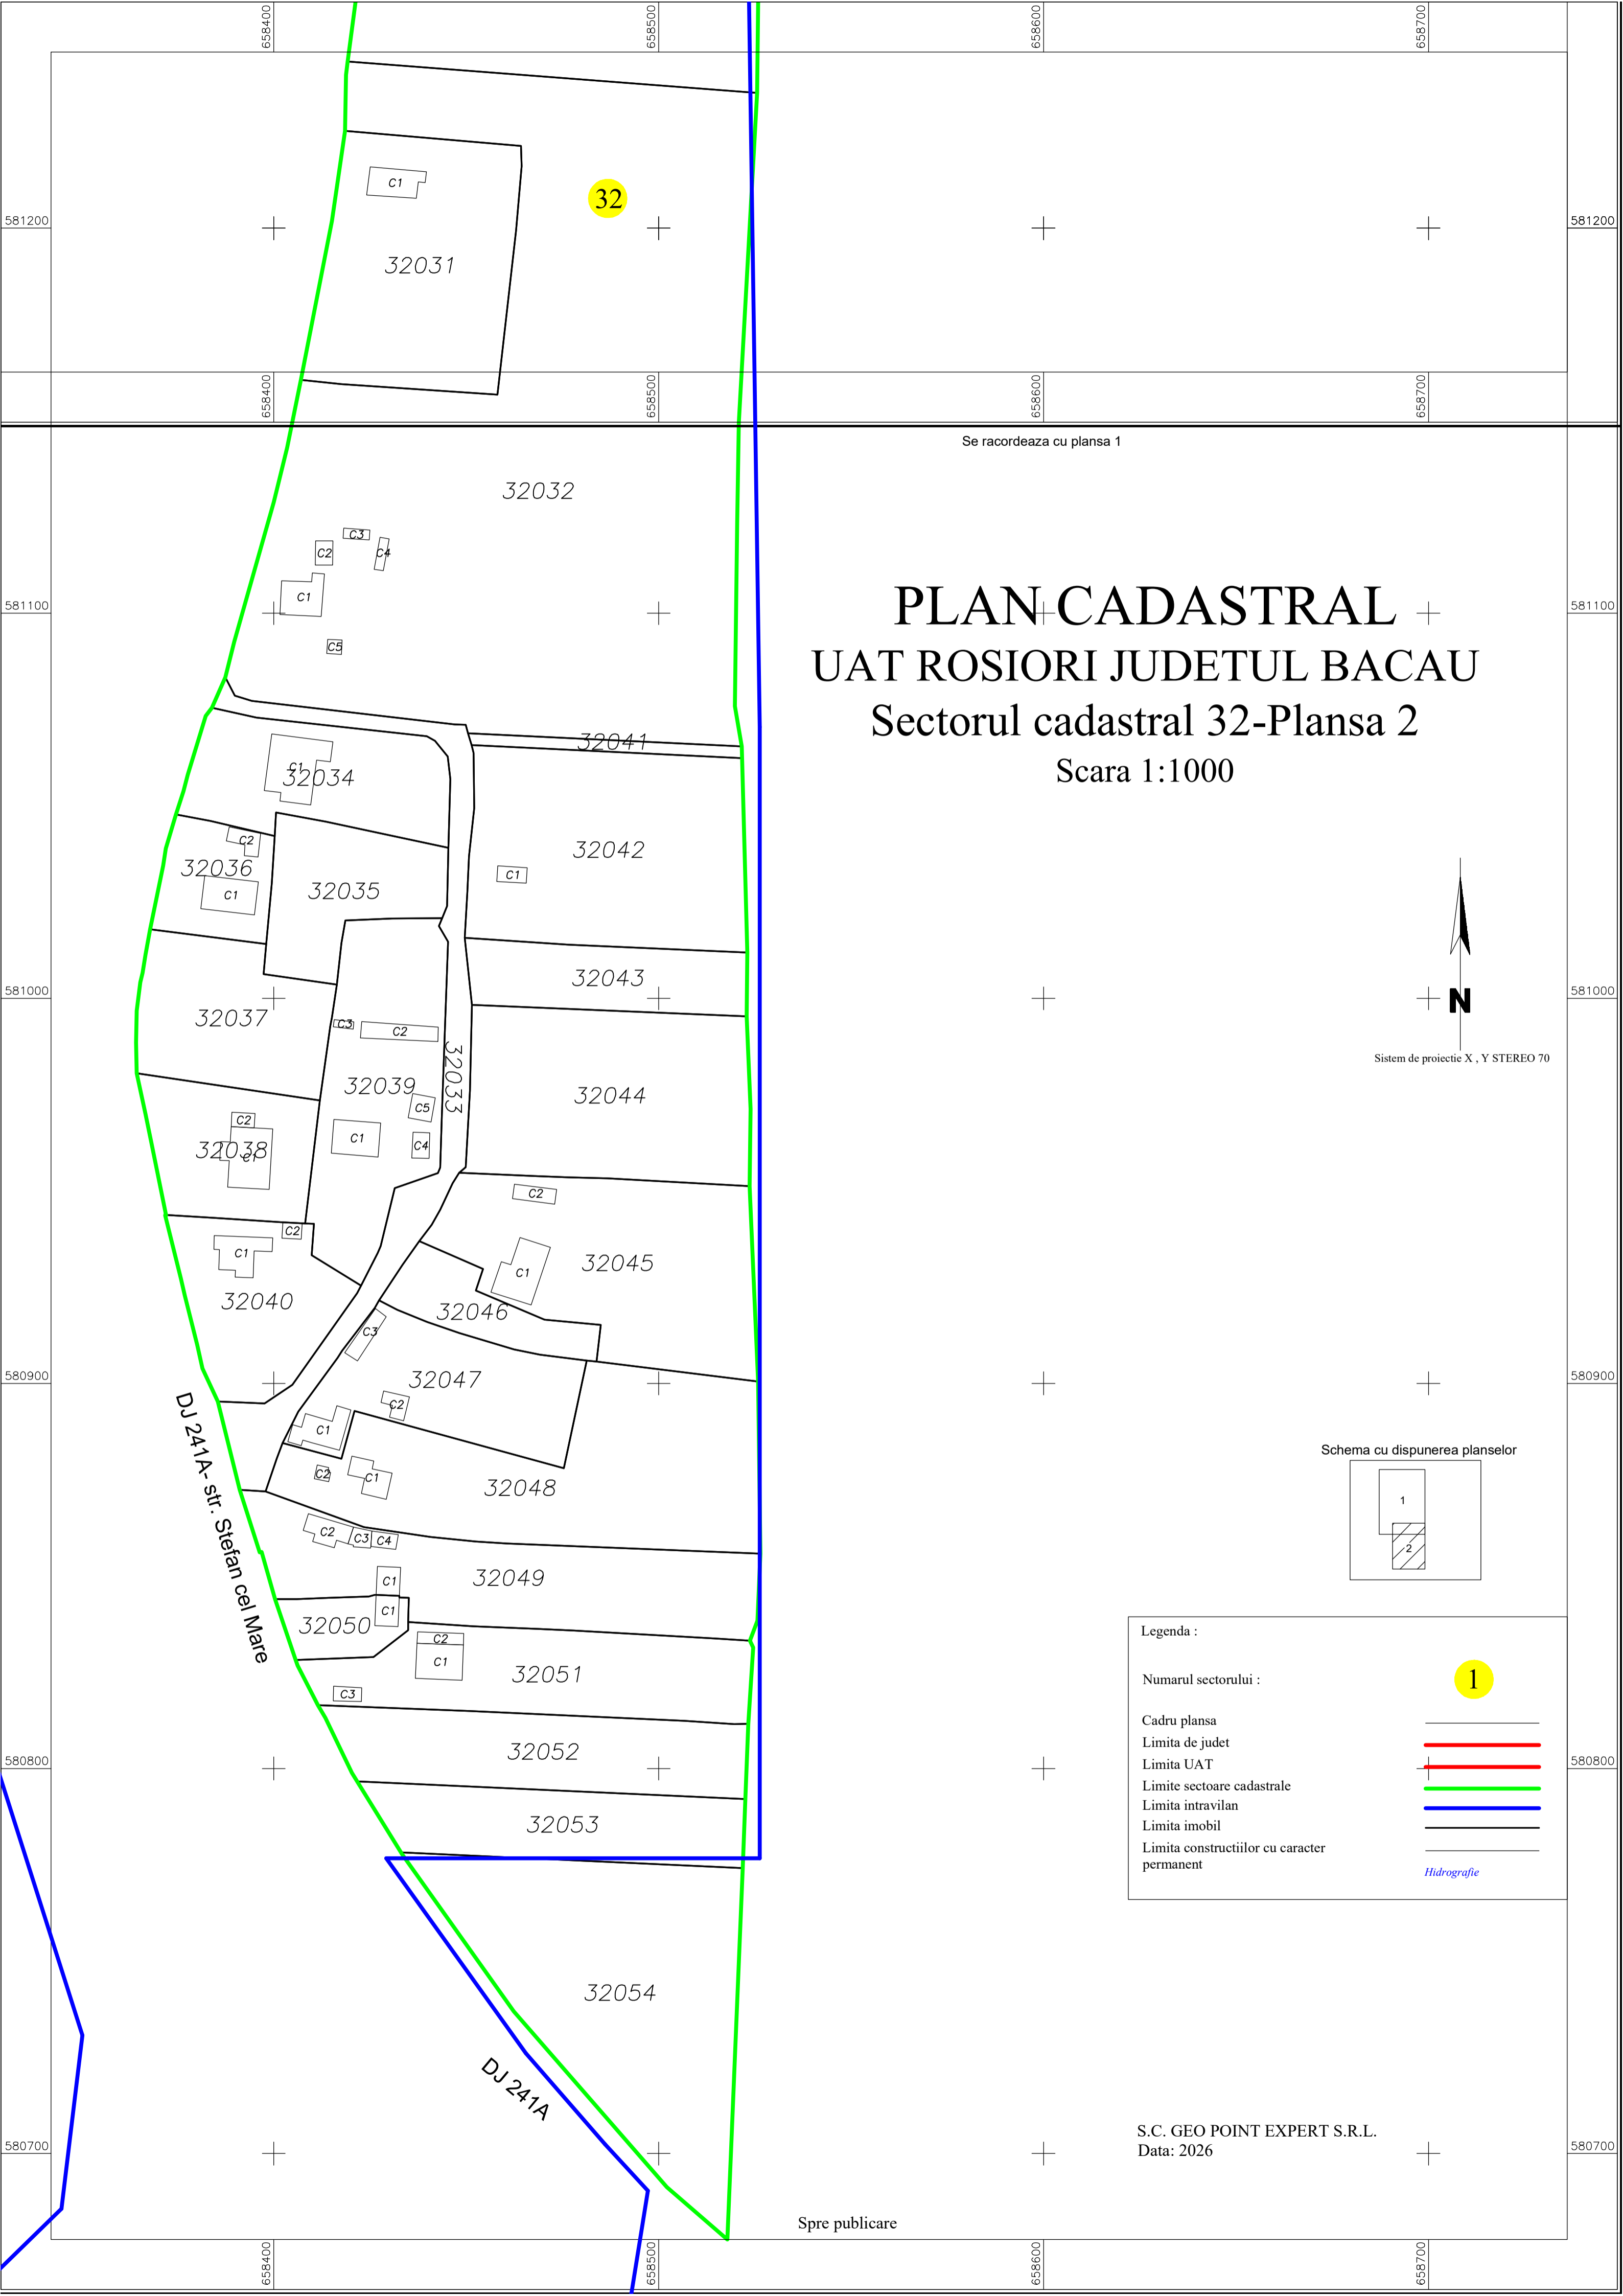 658400
658500
658600
658700
32
C1
581200
581200
32031
658400
658500
658600
658700
Se racordeaza cu plansa 1
32032
C3
C2
C4
C1
C5
581100
581100
PLAN CADASTRAL
UAT ROSIORI JUDETUL BACAU
Sectorul cadastral 32-Plansa 2
Scara 1:1000
32041
C1
32034
C2
32036
C1
32035
32042
C1
32043
581000
581000
N
Sistem de proiectie X , Y STEREO 70
32037
C3
C2
32033
32039
C5
C1
C4
32044
C2
32038
C1
C2
C2
C1
32045
C1
32040
32046
C3
32047
580900
580900
C2
C1
DJ 241A- str. Stefan cel Mare
C2
C1
32048
Schema cu dispunerea planselor
1
2
C2
C3
C4
C1
32049
C1
32050
C2
C1
32051
C3
32052
580800
580800
32053
Legenda :
Numarul sectorului :
1
Cadru plansa
Limita de judet
Limita UAT
Limite sectoare cadastrale
Limita intravilan
Limita imobil
Limita constructiilor cu caracter
permanent
Hidrografie
32054
DJ 241A
S.C. GEO POINT EXPERT S.R.L.
Data: 2026
580700
580700
Spre publicare
658400
658500
658600
658700